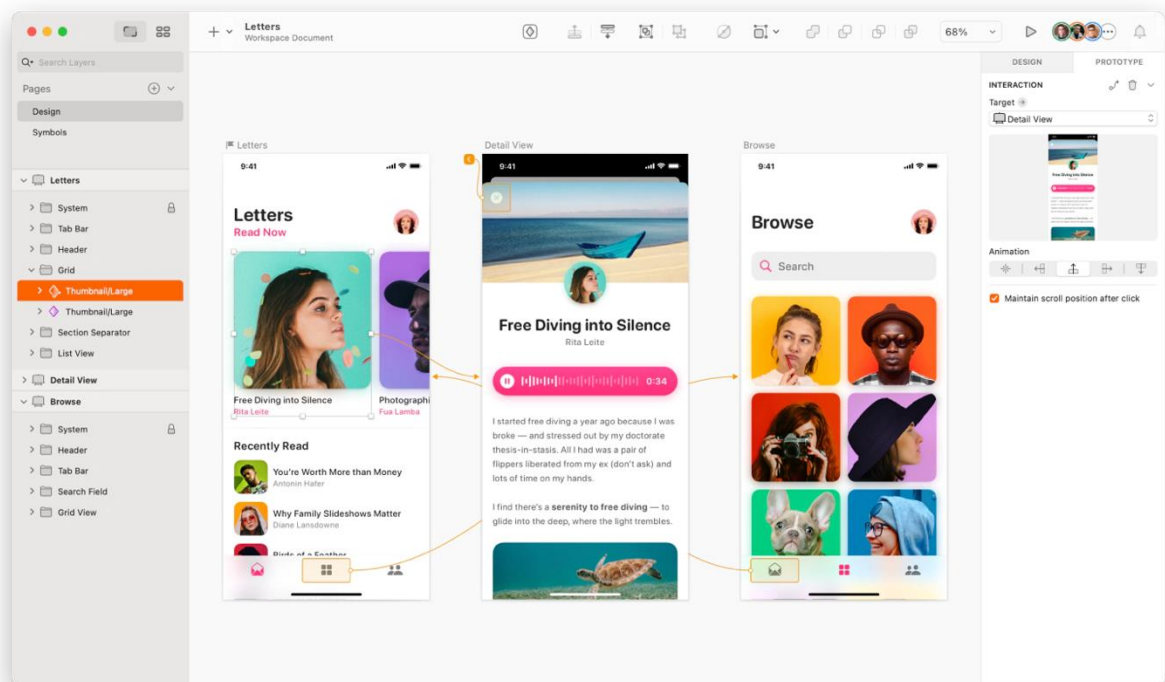 Letters
Workspace Document
68%
Search Layers
Pages
Design
Symbols
Letters
System
Tab Bar
Header
Grid
Thumbnail/Large
Thumbnail/Large
Section Separator
List View
Detail View
Browse
System
Header
Tab Bar
Search Field
Grid View
Letters
9:41
Letters
Read Now
Free Diving into Silence
Rita Leite
Photographi
Fua Lamba
Recently Read
You're Worth More than Money
Antonin Hafer
Why Family Slideshows Matter
Diane Lansdowne
Birds of a Feather
Detail View
9:41
Free Diving into Silence
Rita Leite
0:34
I started free diving a year ago because I was
broke — and stressed out by my doctorate
thesis-in-stasis. All I had was a pair of
flippers liberated from my ex (don't ask) and
lots of time on my hands.
I find there's a serenity to free diving — to
glide into the deep, where the light trembles.
Browse
9:41
Browse
Search
DESIGN
PROTOTYPE
INTERACTION
Target
Detail View
Free Diving into Silence
Animation
Maintain scroll position after click